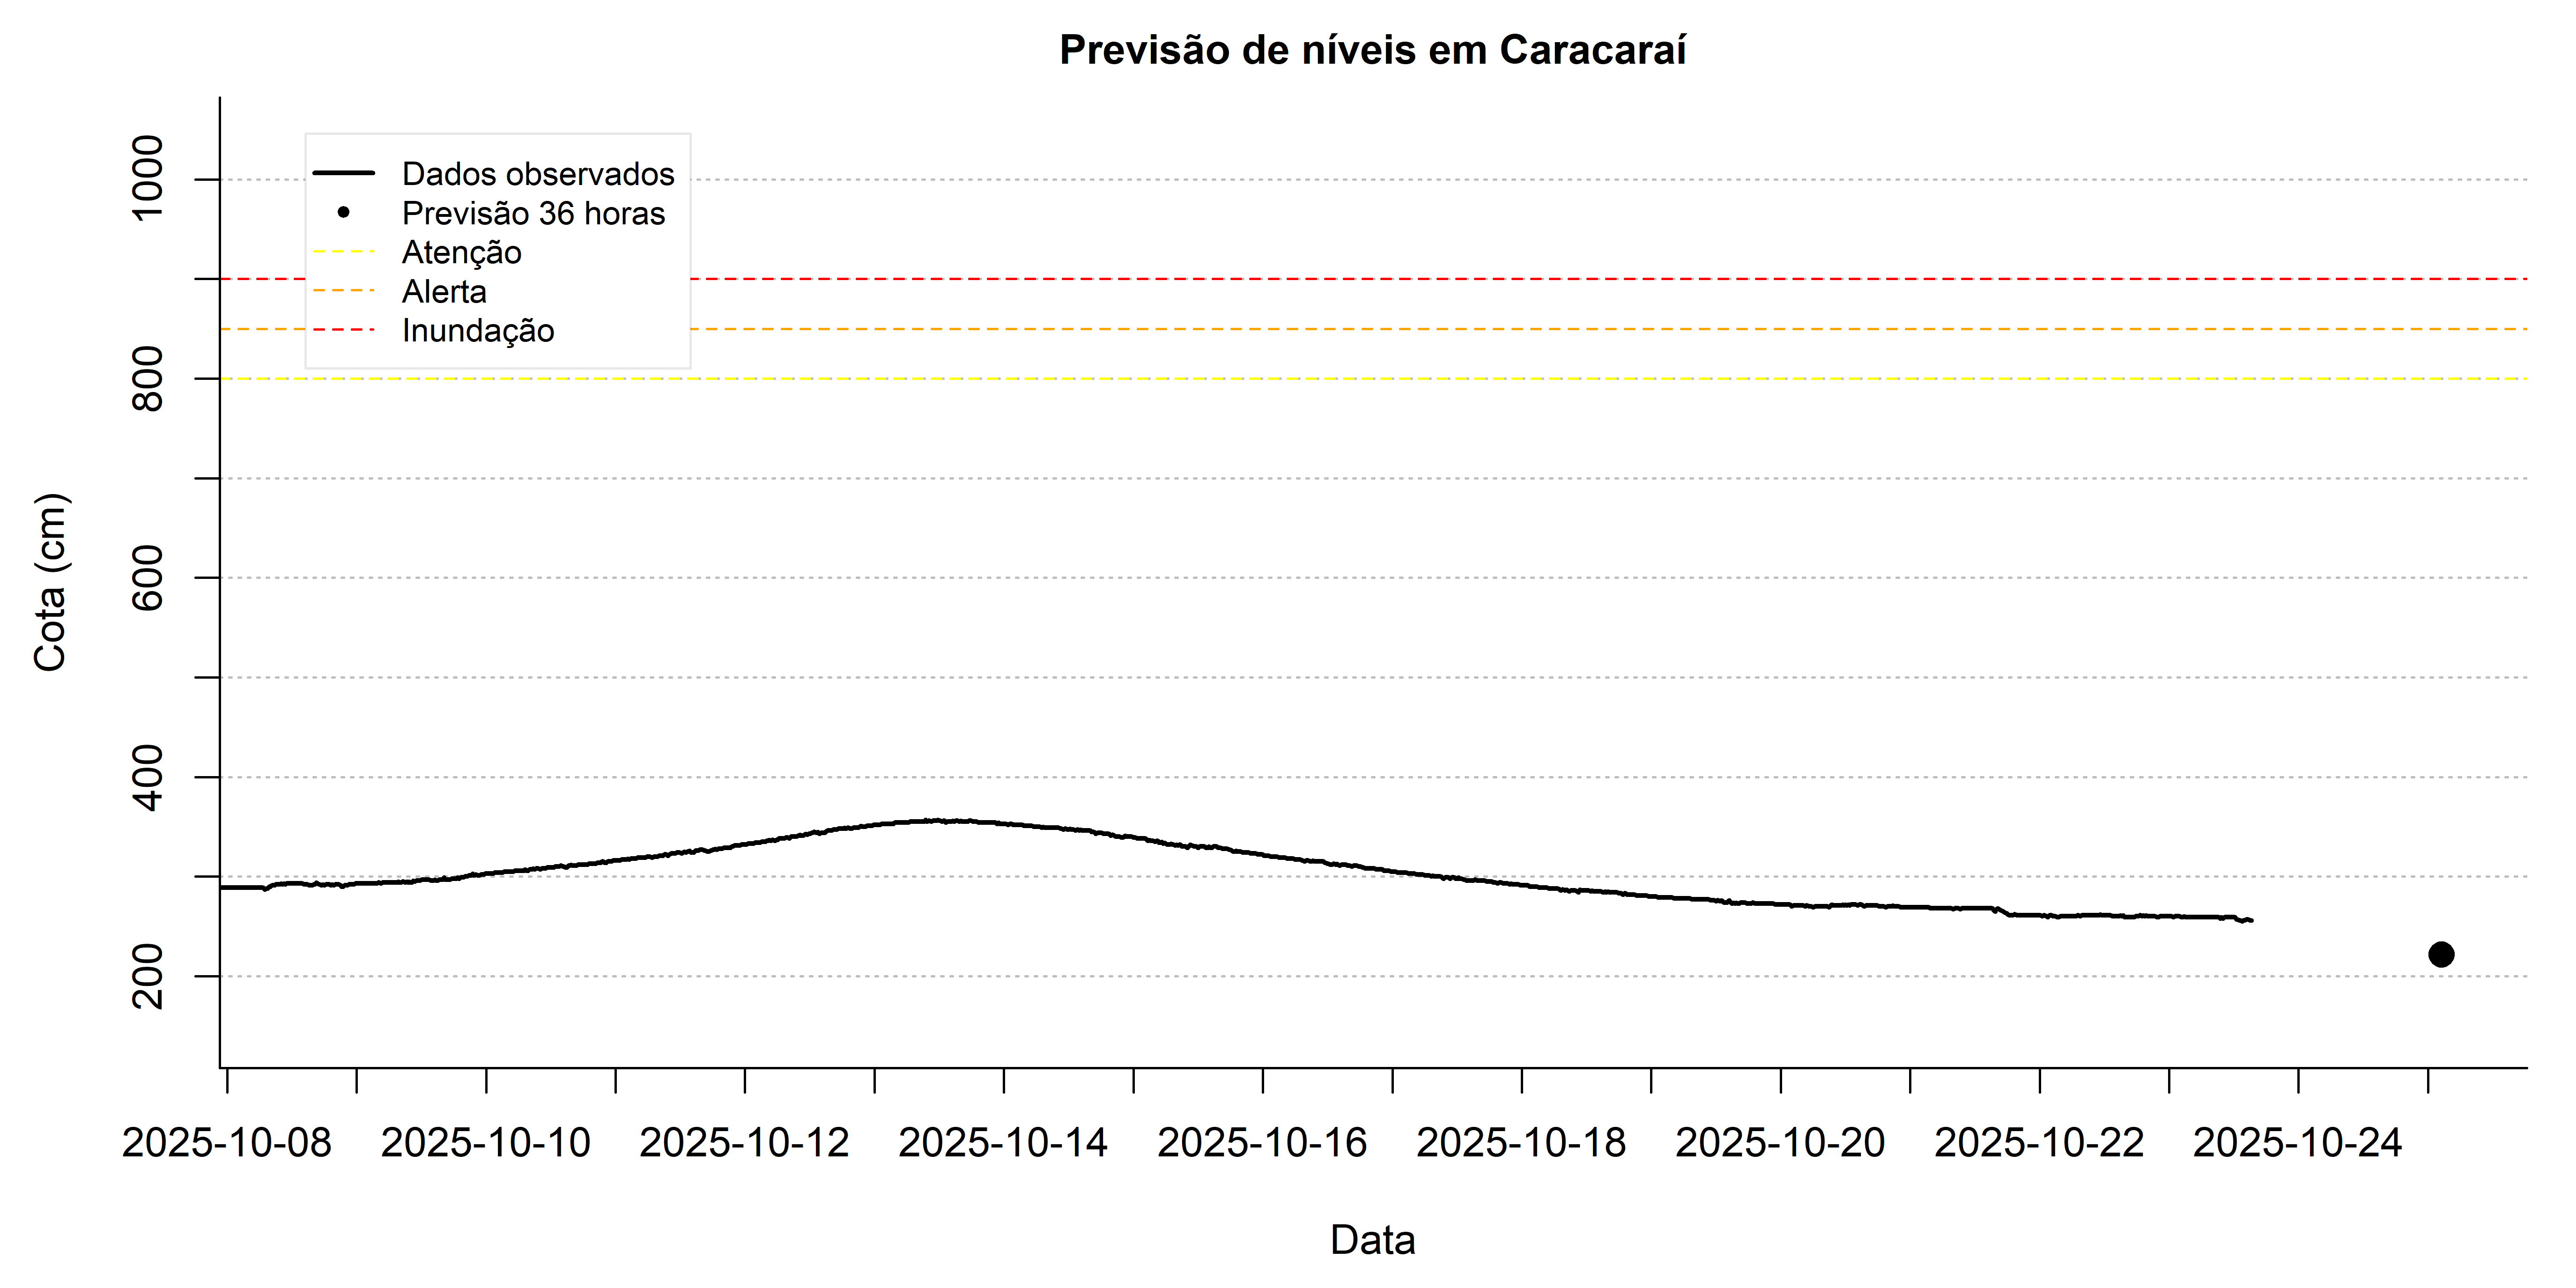 Previsão de níveis em Caracaraí
Dados observados
Previsão 36 horas
Atenção
Alerta
Inundação
Cota (cm)
1000
800
600
400
200
2025-10-08 2025-10-10 2025-10-12 2025-10-14 2025-10-16 2025-10-18 2025-10-20 2025-10-22 2025-10-24
Data